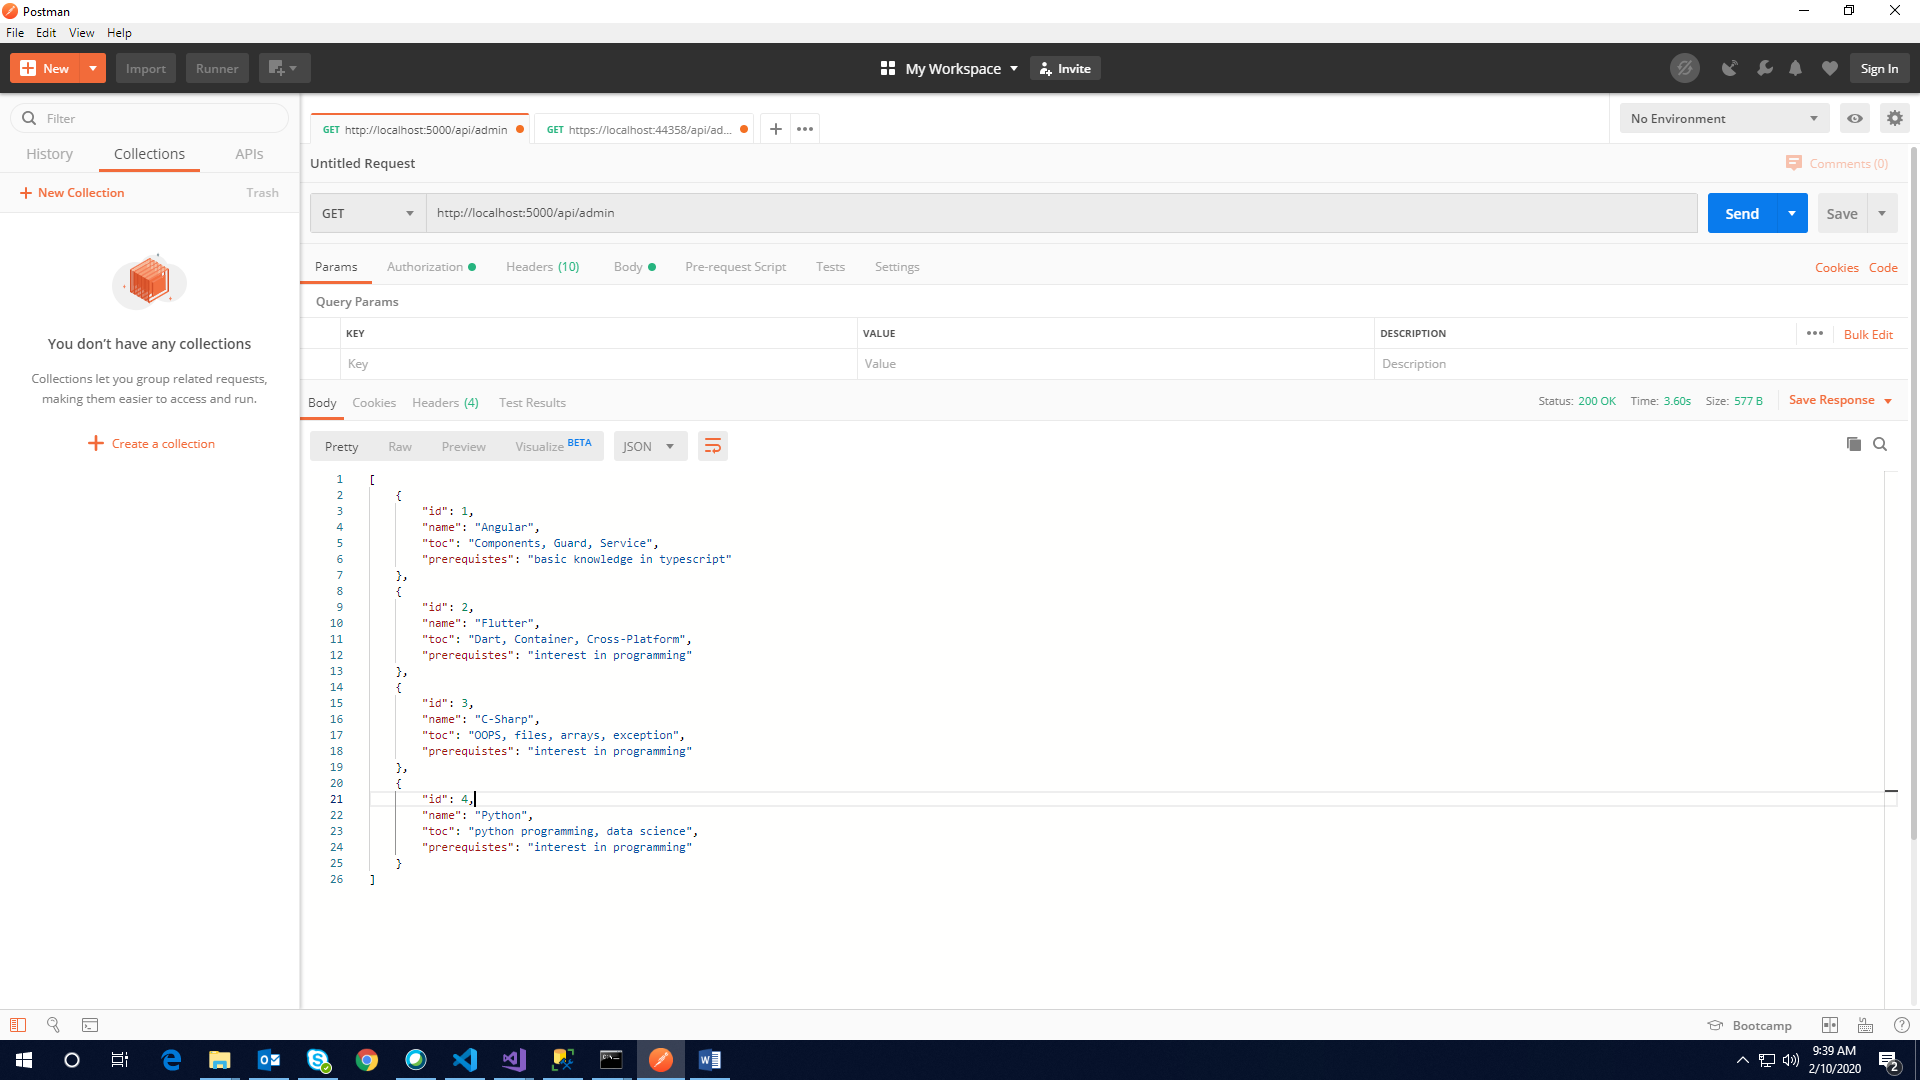 Postman
File Edit View Help
New Import Runner My Workspace Invite Sign In
Filter
History Collections APIs
New Collection Trash
You don't have any collections
Collections let you group related requests,
making them easier to access and run.
Create a collection
GET http://localhost:5000/api/admin GET https://localhost:44358/api/ad... No Environment
Untitled Request Comments (0)
GET http://localhost:5000/api/admin Send Save
Params Authorization Headers (10) Body Pre-request Script Tests Settings Cookies Code
Query Params
KEY VALUE DESCRIPTION Bulk Edit
Key Value Description
Body Cookies Headers (4) Test Results Status: 200 OK Time: 3.60s Size: 577 B Save Response
Pretty Raw Preview Visualize BETA JSON
1 [
2 {
3 "id": 1,
4 "name": "Angular",
5 "toc": "Components, Guard, Service",
6 "prerequistes": "basic knowledge in typescript"
7 },
8 {
9 "id": 2,
10 "name": "Flutter",
11 "toc": "Dart, Container, Cross-Platform",
12 "prerequistes": "interest in programming"
13 },
14 {
15 "id": 3,
16 "name": "C-Sharp",
17 "toc": "OOPS, files, arrays, exception",
18 "prerequistes": "interest in programming"
19 },
20 {
21 "id": 4,
22 "name": "Python",
23 "toc": "python programming, data science",
24 "prerequistes": "interest in programming"
25 }
26 ]
Bootcamp
9:39 AM
2/10/2020
2